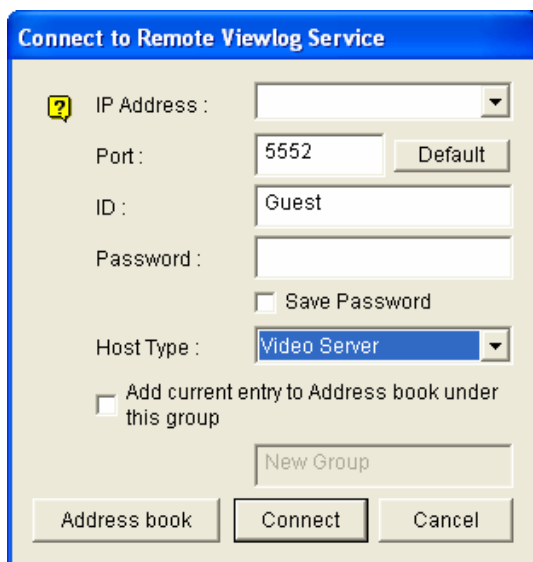 Connect to Remote Viewlog Service
?
IP Address :
Port :
5552
Default
ID :
Guest
Password :
Save Password
Host Type :
Video Server
Add current entry to Address book under
this group
New Group
Address book
Connect
Cancel